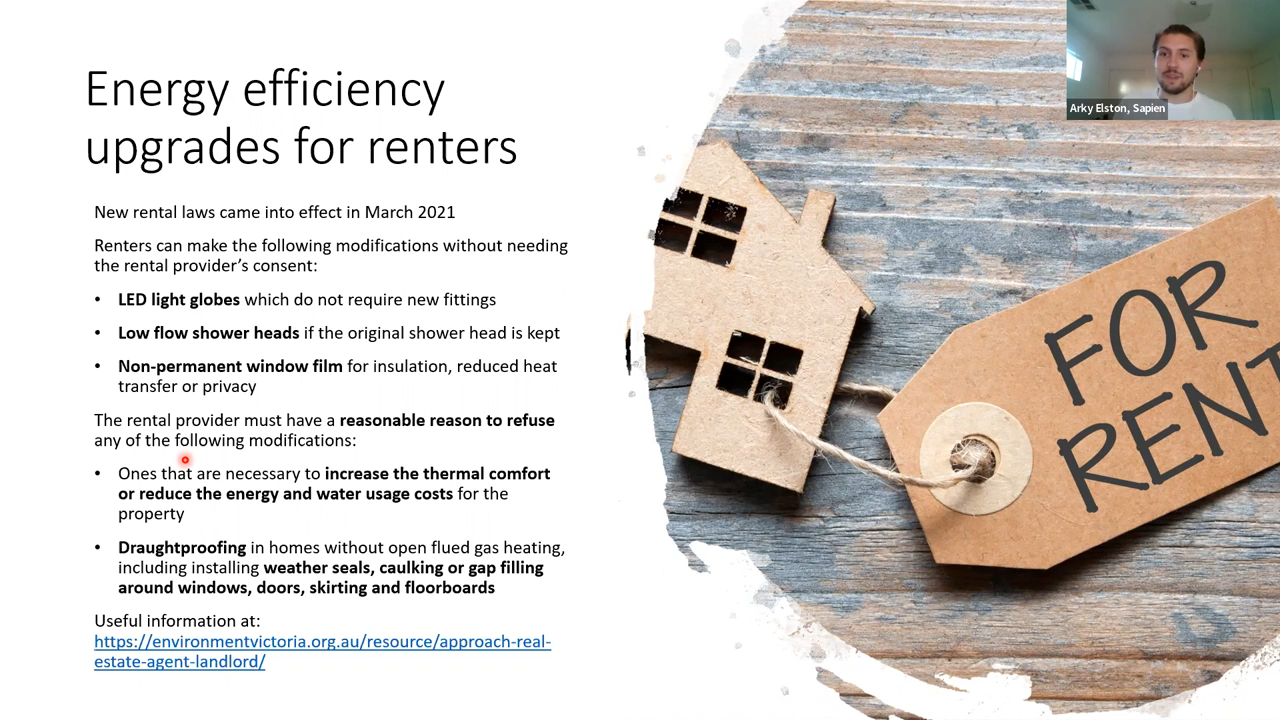 Energy efficiency
upgrades for renters
New rental laws came into effect in March 2021
Renters can make the following modifications without needing
the rental provider's consent:
• LED light globes which do not require new fittings
• Low flow shower heads if the original shower head is kept
• Non-permanent window film for insulation, reduced heat
transfer or privacy
The rental provider must have a reasonable reason to refuse
any of the following modifications:
• Ones that are necessary to increase the thermal comfort
or reduce the energy and water usage costs for the
property
• Draughtproofing in homes without open flued gas heating,
including installing weather seals, caulking or gap filling
around windows, doors, skirting and floorboards
Useful information at:
https://environmentvictoria.org.au/resource/approach-real-
estate-agent-landlord/
Arky Elston, Sapien
FOR
RENT